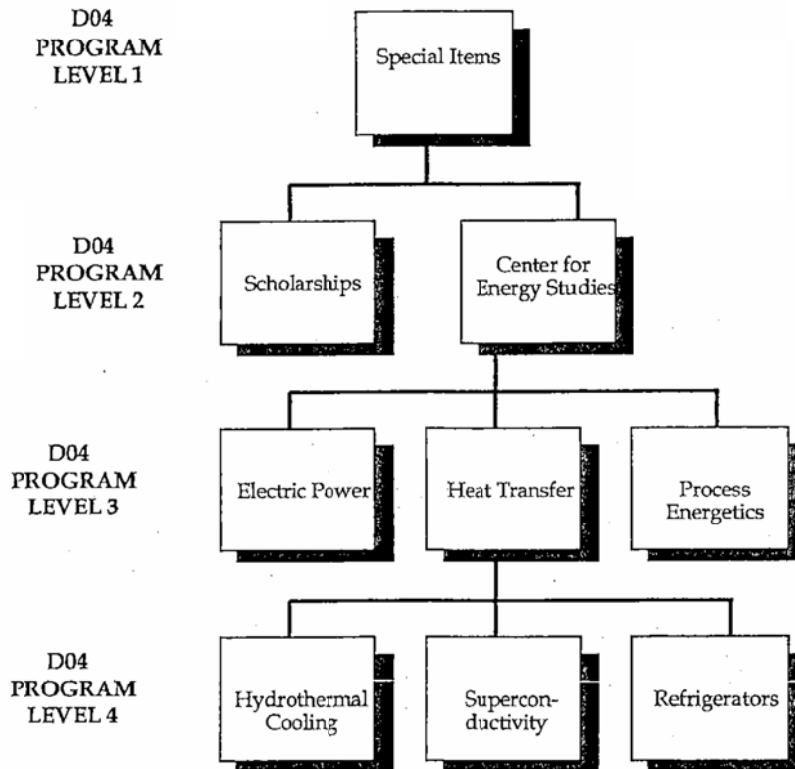 D04
PROGRAM
LEVEL 1
Special Items
D04
PROGRAM
LEVEL 2
Scholarships
Center for
Energy Studies
D04
PROGRAM
LEVEL 3
Electric Power
Heat Transfer
Process
Energetics
D04
PROGRAM
LEVEL 4
Hydrothermal
Cooling
Supercon-
ductivity
Refrigerators